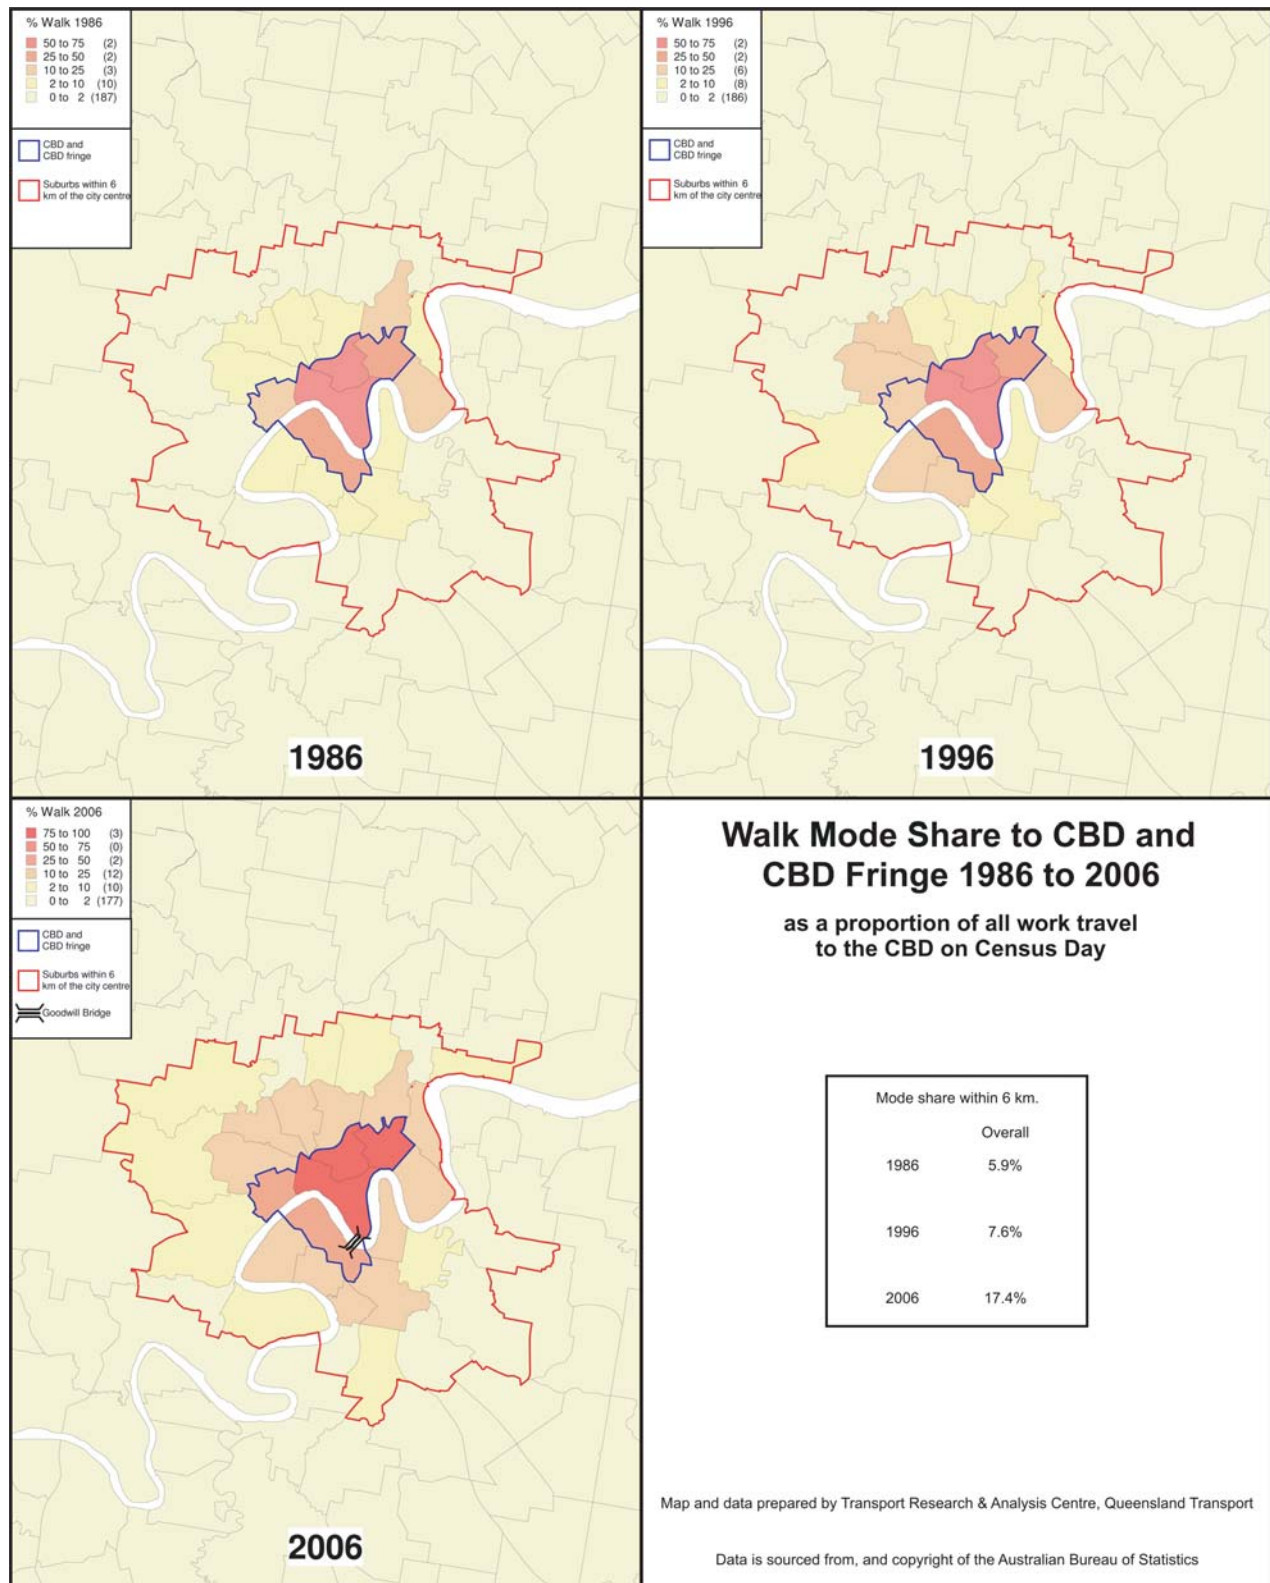 % Walk 1986
50 to 75 (2)
25 to 50 (2)
10 to 25 (3)
2 to 10 (10)
0 to 2 (187)
CBD and
CBD fringe
Suburbs within 6
km of the city centre
1986
% Walk 1996
50 to 75 (2)
25 to 50 (2)
10 to 25 (6)
2 to 10 (8)
0 to 2 (186)
CBD and
CBD fringe
Suburbs within 6
km of the city centre
1996
% Walk 2006
75 to 100 (3)
50 to 75 (0)
25 to 50 (2)
10 to 25 (12)
2 to 10 (10)
0 to 2 (177)
CBD and
CBD fringe
Suburbs within 6
km of the city centre
Goodwill Bridge
2006
Walk Mode Share to CBD and
CBD Fringe 1986 to 2006
as a proportion of all work travel
to the CBD on Census Day
Mode share within 6 km.
Overall
1986 5.9%
1996 7.6%
2006 17.4%
Map and data prepared by Transport Research & Analysis Centre, Queensland Transport
Data is sourced from, and copyright of the Australian Bureau of Statistics